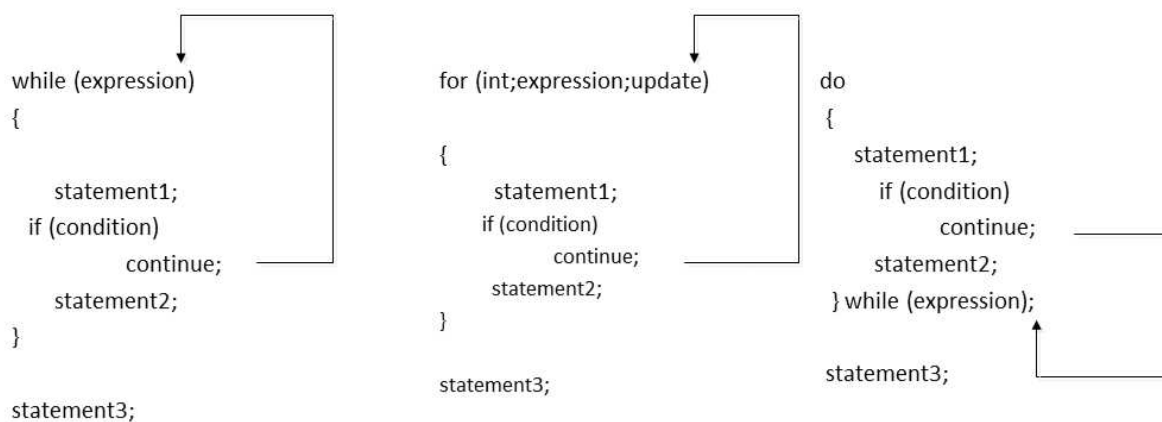 while (expression)
{
statement1;
if (condition)
continue;
statement2;
}
statement3;
for (int;expression;update)
{
statement1;
if (condition)
continue;
statement2;
}
statement3;
do
{
statement1;
if (condition)
continue;
statement2;
} while (expression);
statement3;